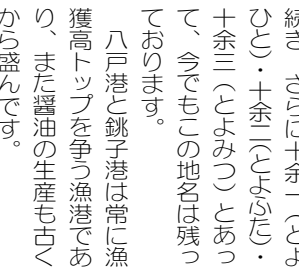 続き、さらに十余一（とよ
ひと）・十余二（とよふた）・
十余三（とよみつ）とあっ
て、今でもこの地名は残っ
ております。
八戸港と銚子港は常に漁
獲高トップを争う漁港であ
り、また醤油の生産も古く
から盛んです。